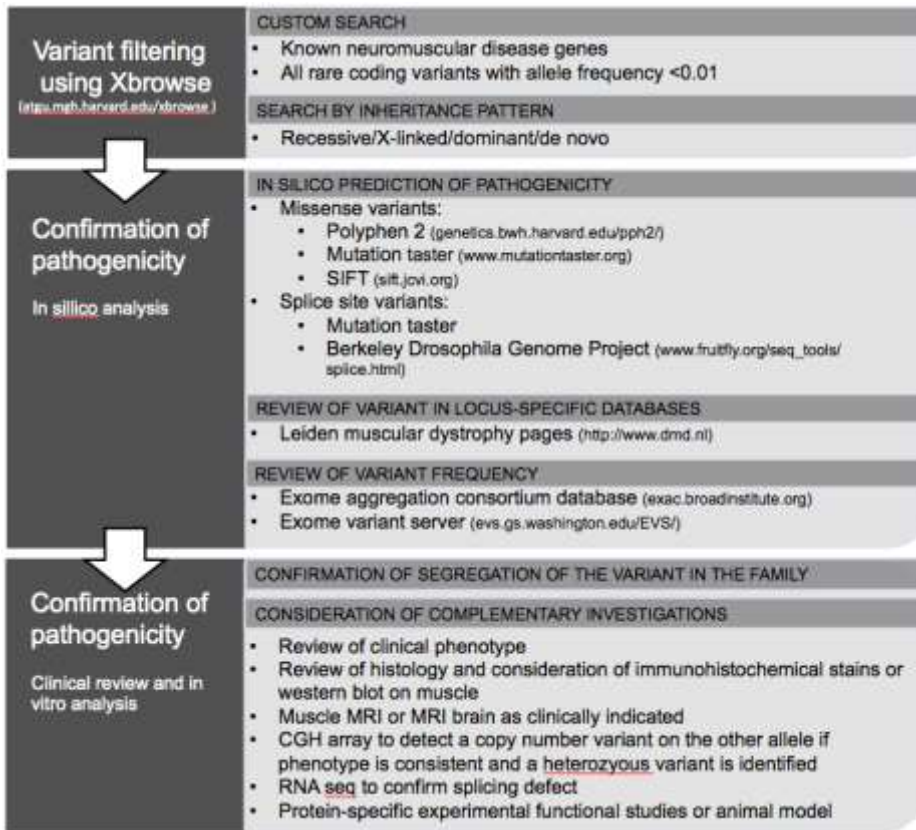 Variant filtering
using Xbrowse
(atgu.mgh.harvard.edu/xbrowse )
CUSTOM SEARCH
• Known neuromuscular disease genes
• All rare coding variants with allele frequency <0.01
SEARCH BY INHERITANCE PATTERN
• Recessive/X-linked/dominant/de novo
Confirmation of
pathogenicity
In sillico analysis
IN SILICO PREDICTION OF PATHOGENICITY
• Missense variants:
• Polyphen 2 (genetics.bwh.harvard.edu/pph2/)
• Mutation taster (www.mutationtaster.org)
• SIFT (sift.jcvi.org)
• Splice site variants:
• Mutation taster
• Berkeley Drosophila Genome Project (www.fruitfly.org/seq_tools/
splice.html)
REVIEW OF VARIANT IN LOCUS-SPECIFIC DATABASES
• Leiden muscular dystrophy pages (http://www.dmd.nl)
REVIEW OF VARIANT FREQUENCY
• Exome aggregation consortium database (exac.broadinstitute.org)
• Exome variant server (evs.gs.washington.edu/EVS/)
Confirmation of
pathogenicity
Clinical review and in
vitro analysis
CONFIRMATION OF SEGREGATION OF THE VARIANT IN THE FAMILY
CONSIDERATION OF COMPLEMENTARY INVESTIGATIONS
• Review of clinical phenotype
• Review of histology and consideration of immunohistochemical stains or
western blot on muscle
• Muscle MRI or MRI brain as clinically indicated
• CGH array to detect a copy number variant on the other allele if
phenotype is consistent and a heterozyous variant is identified
• RNA seq to confirm splicing defect
• Protein-specific experimental functional studies or animal model